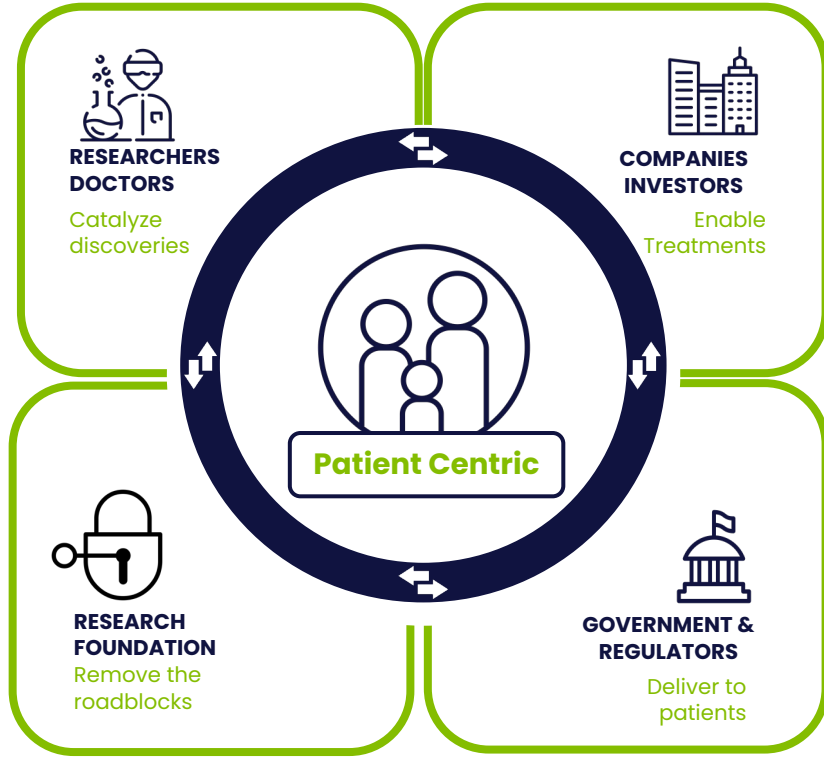 RESEARCHERS
DOCTORS
Catalyze
discoveries
COMPANIES
INVESTORS
Enable
Treatments
Patient Centric
RESEARCH
FOUNDATION
Remove the
roadblocks
GOVERNMENT &
REGULATORS
Deliver to
patients